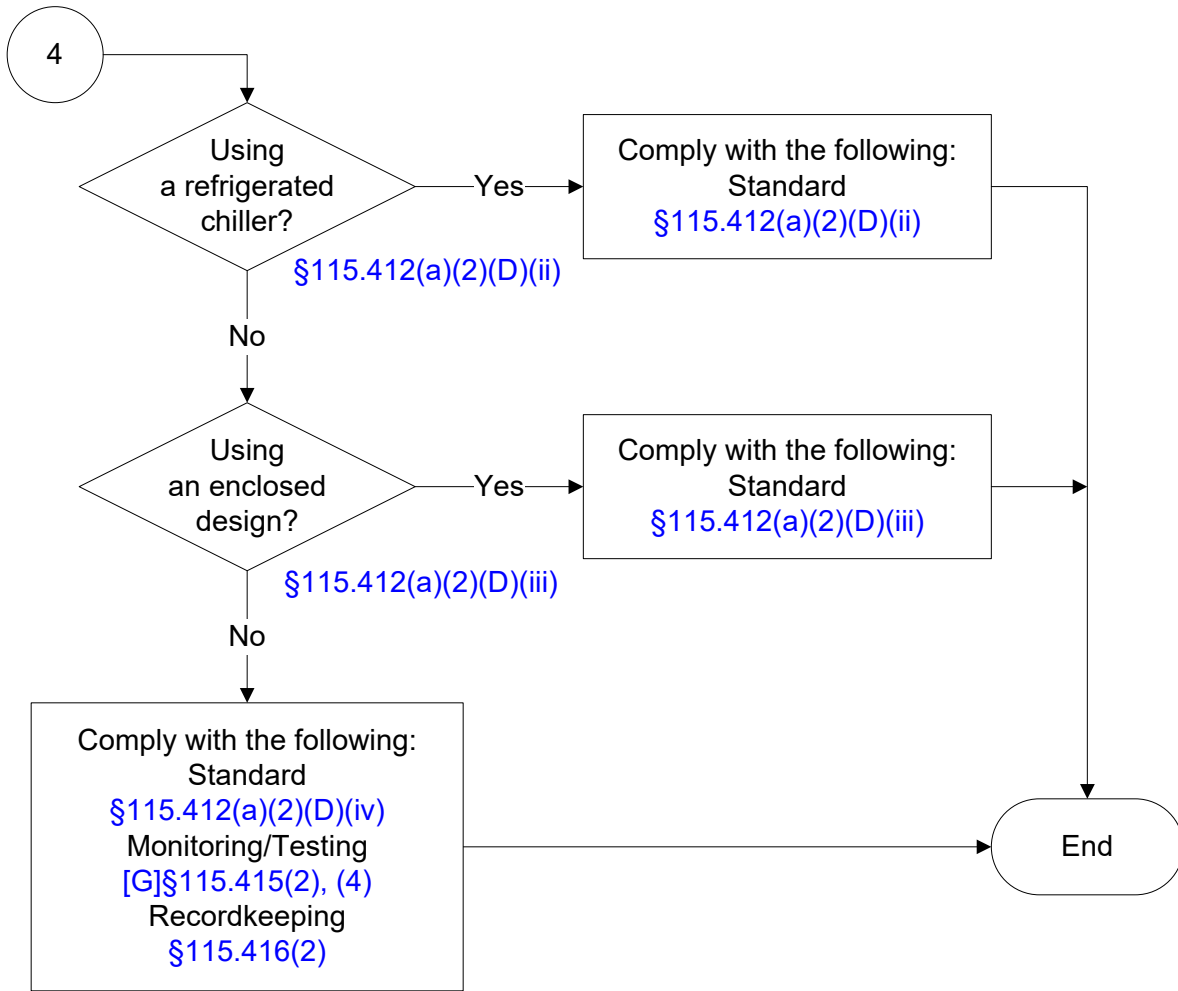 4
Using
a refrigerated
chiller?
Yes
Comply with the following:
Standard
§115.412(a)(2)(D)(ii)
§115.412(a)(2)(D)(ii)
No
Using
an enclosed
design?
Yes
Comply with the following:
Standard
§115.412(a)(2)(D)(iii)
§115.412(a)(2)(D)(iii)
No
Comply with the following:
Standard
§115.412(a)(2)(D)(iv)
Monitoring/Testing
[G]§115.415(2), (4)
Recordkeeping
§115.416(2)
End